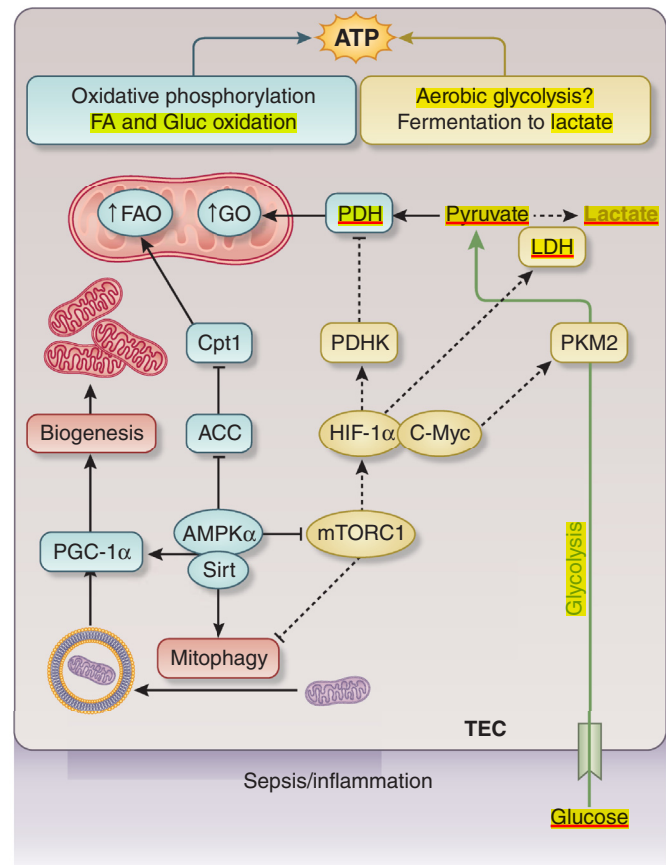 ATP
Oxidative phosphorylation
FA and Gluc oxidation
Aerobic glycolysis?
Fermentation to lactate
↑FAO
↑GO
PDH
Pyruvate
Lactate
LDH
Cpt1
PDHK
PKM2
Biogenesis
ACC
HIF-1α
C-Myc
Glycolysis
AMPKα
mTORC1
PGC-1α
Sirt
Mitophagy
TEC
Sepsis/inflammation
Glucose